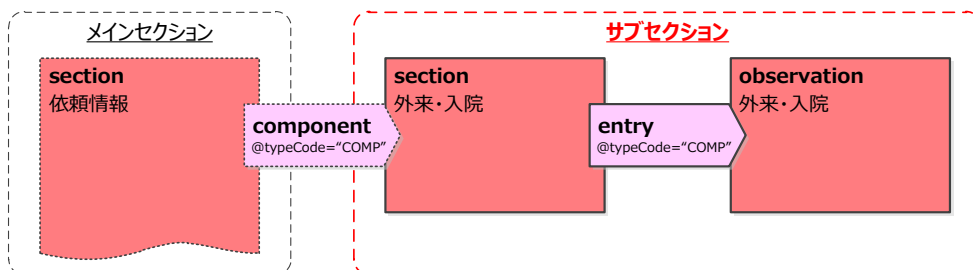 メインセクション
サブセクション
section
依頼情報
component
@typeCode=“COMP”
section
外来・入院
entry
@typeCode=“COMP”
observation
外来・入院